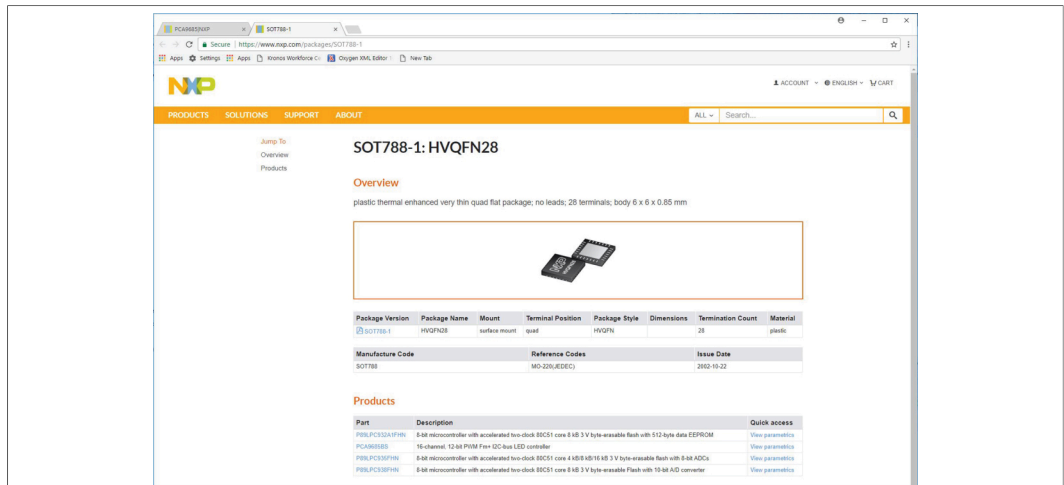 PCA9685|NXP
SOT788-1
Secure https://www.nxp.com/packages/SOT788-1
Apps Settings Apps Kronos Workforce Ce Oxygen XML Editor New Tab
NXP
ACCOUNT ENGLISH CART
PRODUCTS SOLUTIONS SUPPORT ABOUT ALL Search...
Jump To
Overview
Products
SOT788-1: HVQFN28
Overview
plastic thermal enhanced very thin quad flat package; no leads; 28 terminals; body 6 x 6 x 0.85 mm
Package Version Package Name Mount Terminal Position Package Style Dimensions Termination Count Material
SOT788-1 HVQFN28 surface mount quad HVQFN 28 plastic
Manufacture Code Reference Codes Issue Date
SOT788 MO-220(JEDEC) 2002-10-22
Products
Part Description Quick access
P89LPC932A1FHN 8-bit microcontroller with accelerated two-clock 80C51 core 8 kB 3 V byte-erasable flash with 512-byte data EEPROM View parametrics
PCA9685BS 16-channel, 12-bit PWM Fm+ I2C-bus LED controller View parametrics
P89LPC935FHN 8-bit microcontroller with accelerated two-clock 80C51 core 4 kB/8 kB/16 kB 3 V byte-erasable flash with 8-bit ADCs View parametrics
P89LPC938FHN 8-bit microcontroller with accelerated two-clock 80C51 core 8 kB 3 V byte-erasable Flash with 10-bit A/D converter View parametrics